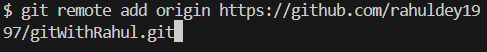 $ git remote add origin https://github.com/rahuldey19
97/gitWithRahul.git